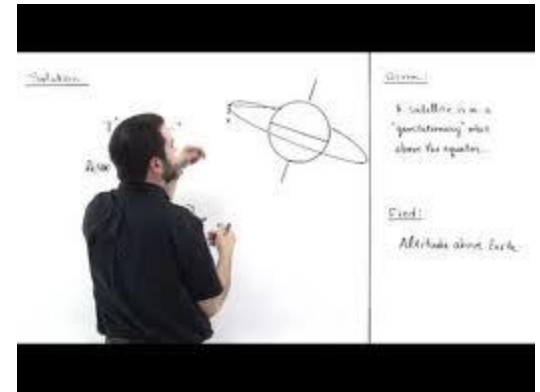 Solution
Given:
A satellite is in a
"geostationary" orbit
above the equator.
Find:
Altitude above Earth